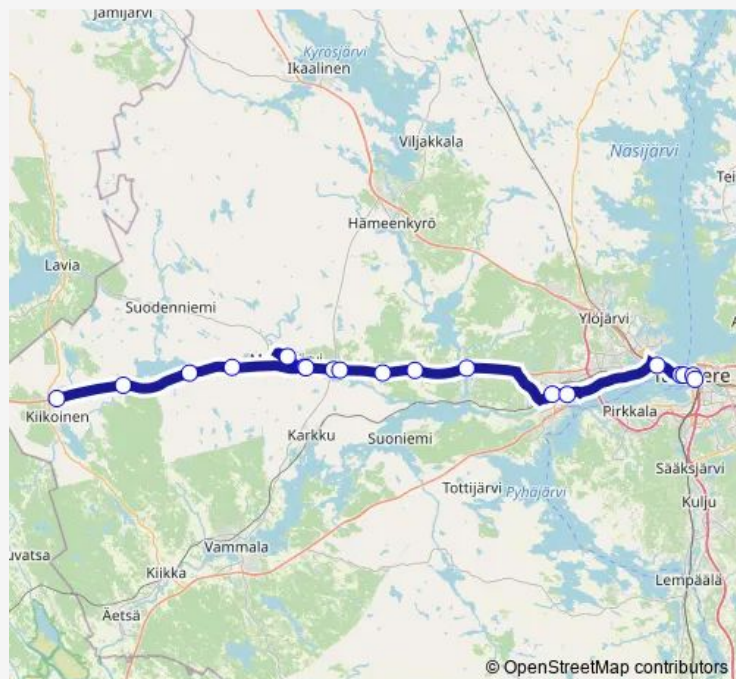 Jämijärvi
Kyrösjärvi
Ikaalinen
Viljakkala
Näsijärvi
Tei
Hämeenkyrö
Lavia
Suodenniemi
Ylöjärvi
Kiikoinen
Pirkkala
Karkku
Suoniemi
Sääksjärvi
Tottijärvi
Pyhäjärvi
Kulju
Vammala
uvatsa
Kiikka
Lempäälä
Äetsä
© OpenStreetMap contributors